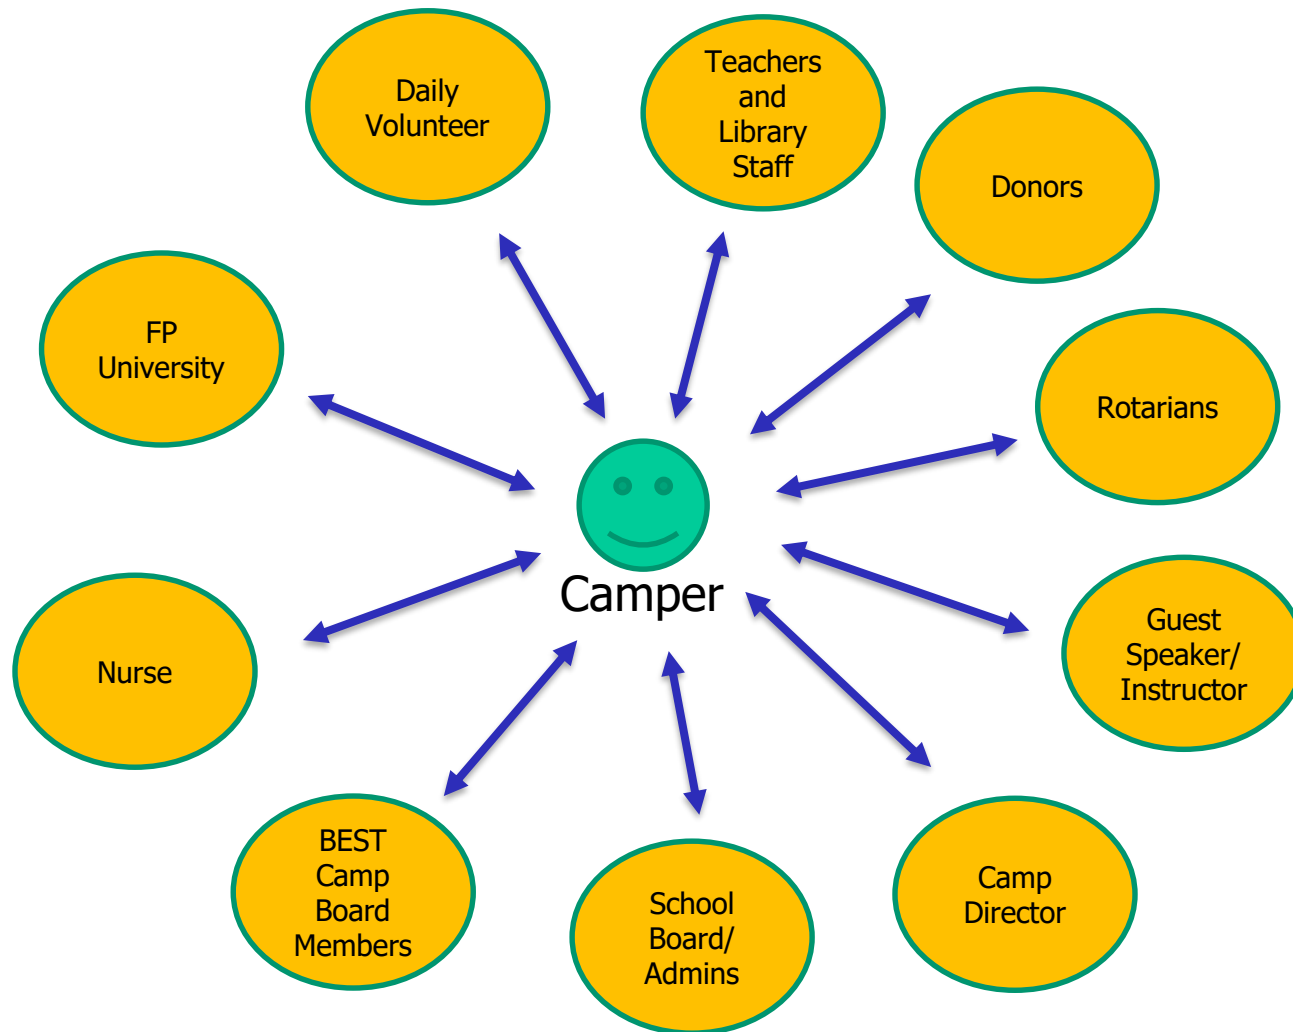 Daily
Volunteer
Teachers
and
Library
Staff
Donors
FP
University
Rotarians
Camper
Guest
Speaker/
Instructor
Nurse
BEST
Camp
Board
Members
School
Board/
Admins
Camp
Director